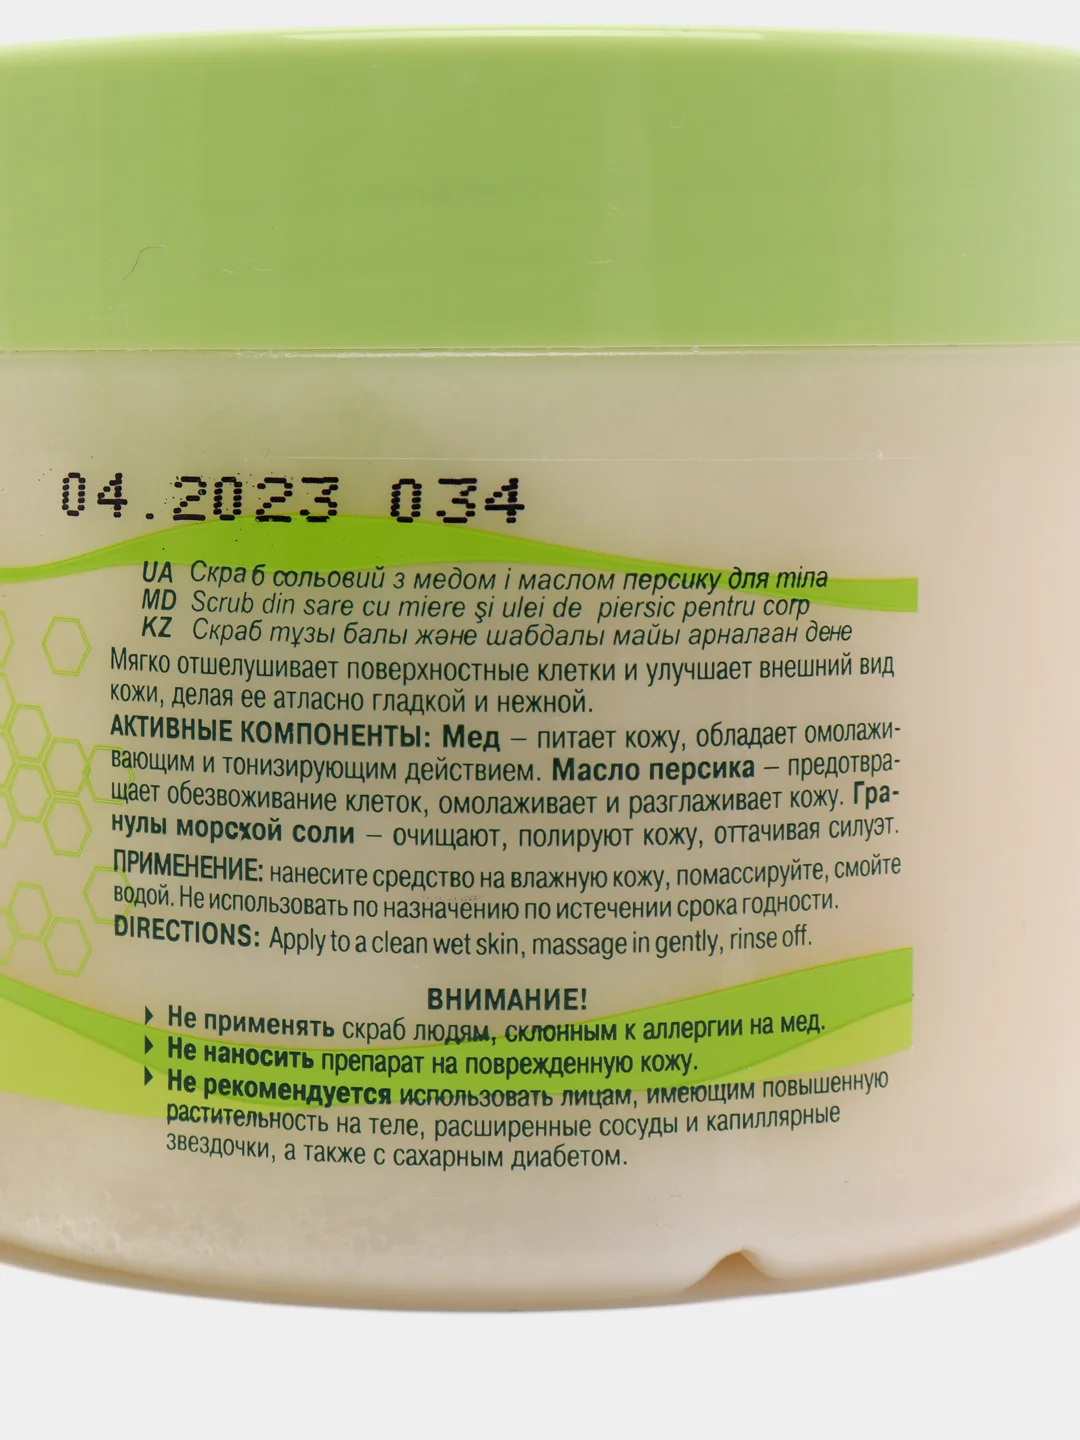 04.2023 034
UA Скраб сольовий з медом і маслом персику для тіла
MD Scrub din sare cu miere şi ulei de piersic pentru corp
KZ Скраб тұзы балы және шабдалы майы арналған дене
Мягко отшелушивает поверхностные клетки и улучшает внешний вид
кожи, делая ее атласно гладкой и нежной.
АКТИВНЫЕ КОМПОНЕНТЫ: Мед – питает кожу, обладает омолажи-
вающим и тонизирующим действием. Масло персика – предотвра-
щает обезвоживание клеток, омолаживает и разглаживает кожу. Гра-
нулы морской соли – очищают, полируют кожу, оттачивая силуэт.
ПРИМЕНЕНИЕ: нанесите средство на влажную кожу, помассируйте, смойте
водой. Не использовать по назначению по истечении срока годности.
DIRECTIONS: Apply to a clean wet skin, massage in gently, rinse off.
ВНИМАНИЕ!
Не применять скраб людям, склонным к аллергии на мед.
Не наносить препарат на поврежденную кожу.
Не рекомендуется использовать лицам, имеющим повышенную
растительность на теле, расширенные сосуды и капиллярные
звездочки, а также с сахарным диабетом.